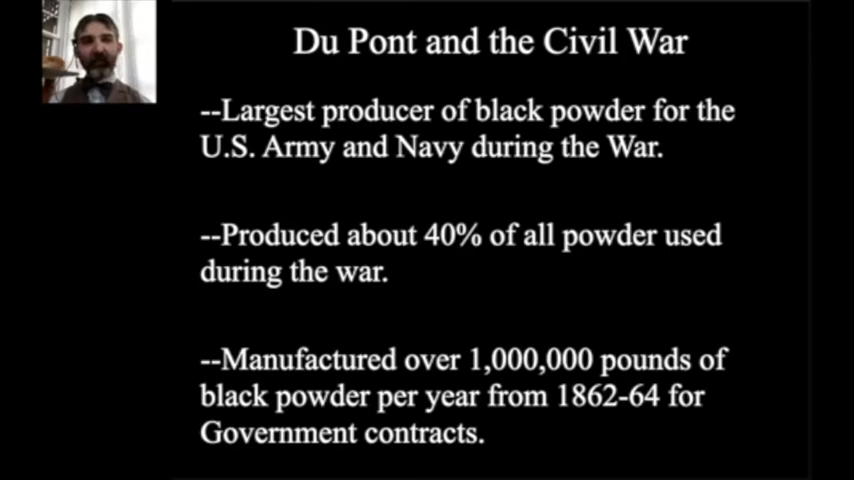 Du Pont and the Civil War
--Largest producer of black powder for the
U.S. Army and Navy during the War.
--Produced about 40% of all powder used
during the war.
--Manufactured over 1,000,000 pounds of
black powder per year from 1862-64 for
Government contracts.